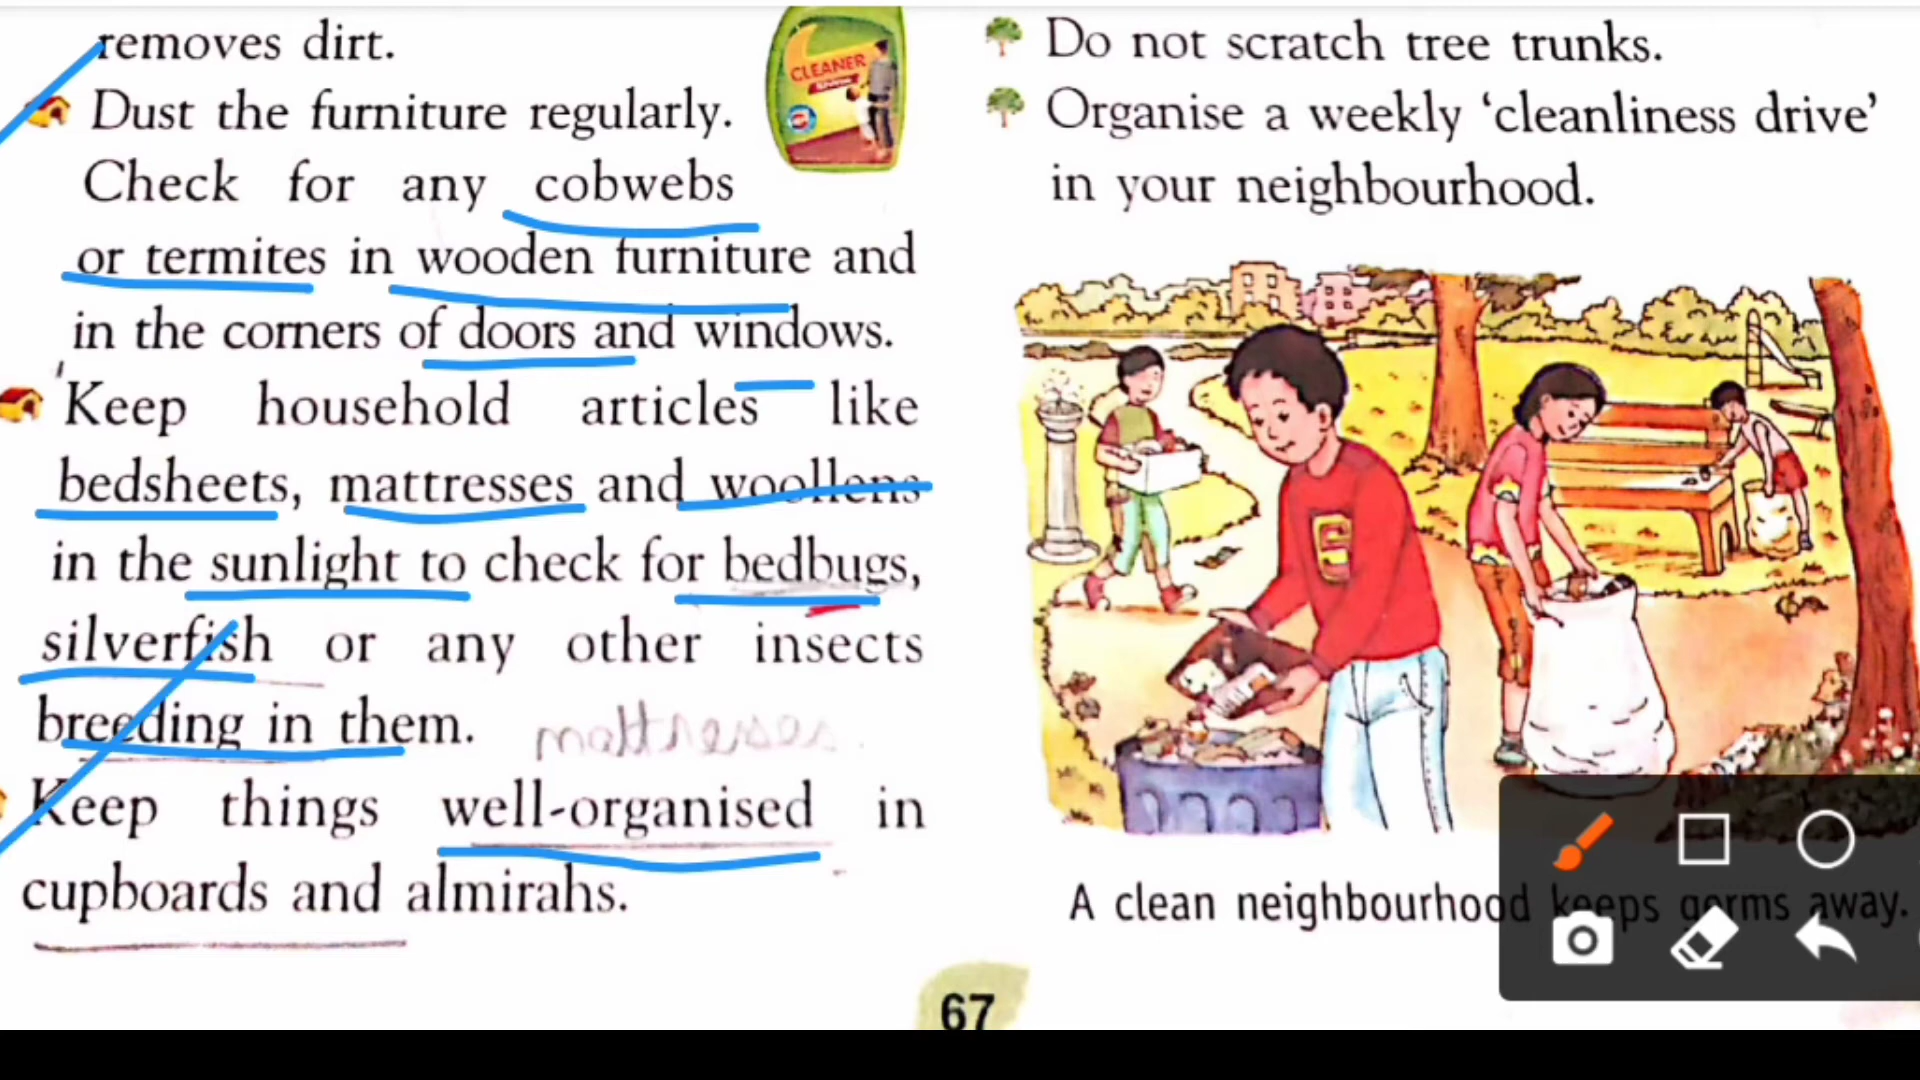 removes dirt.
Dust the furniture regularly.
Check for any cobwebs
or termites in wooden furniture and
in the corners of doors and windows.
Keep household articles like
bedsheets, mattresses and woollens
in the sunlight to check for bedbugs,
silverfish or any other insects
breeding in them.
mattresses
Keep things well-organised in
cupboards and almirahs.
CLEANER
Do not scratch tree trunks.
Organise a weekly ‘cleanliness drive’
in your neighbourhood.
S
A clean neighbourhood keeps germs away.
67